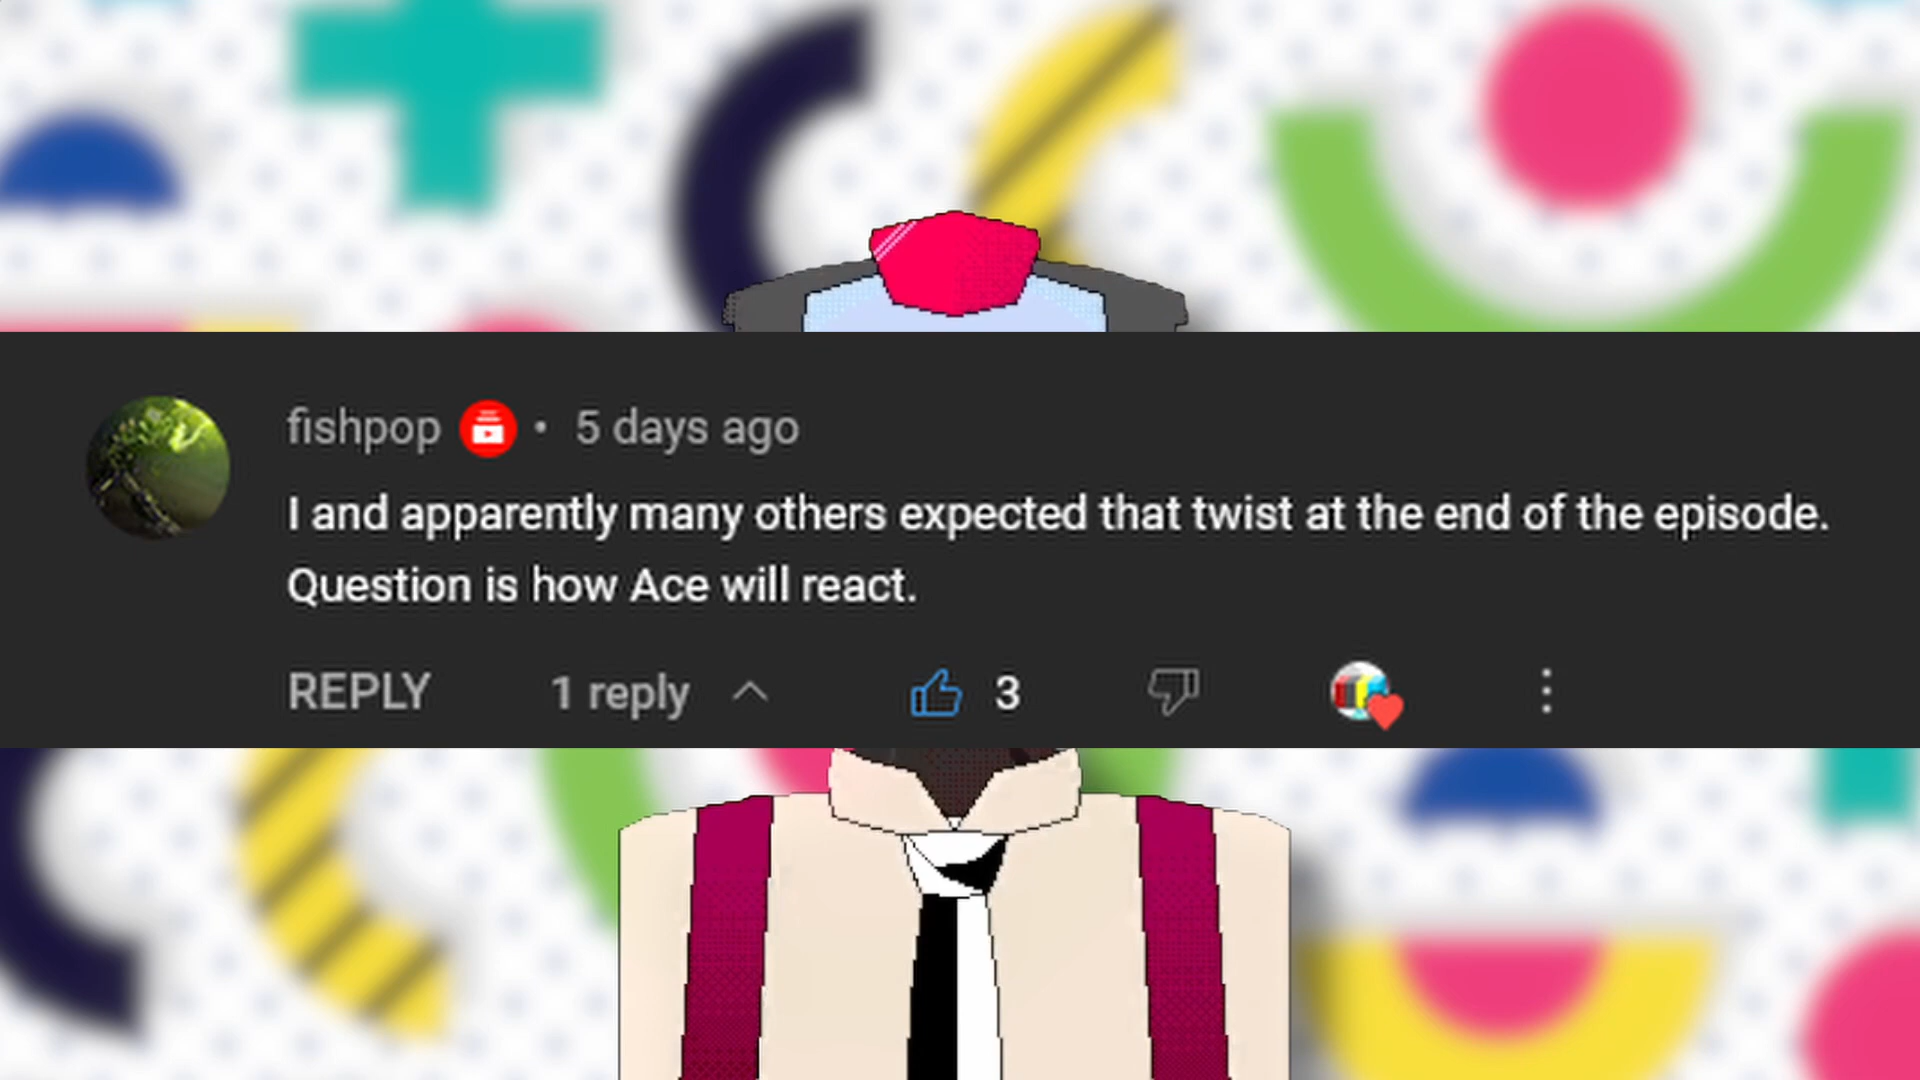 fishpop • 5 days ago
I and apparently many others expected that twist at the end of the episode.
Question is how Ace will react.
REPLY 1 reply 3